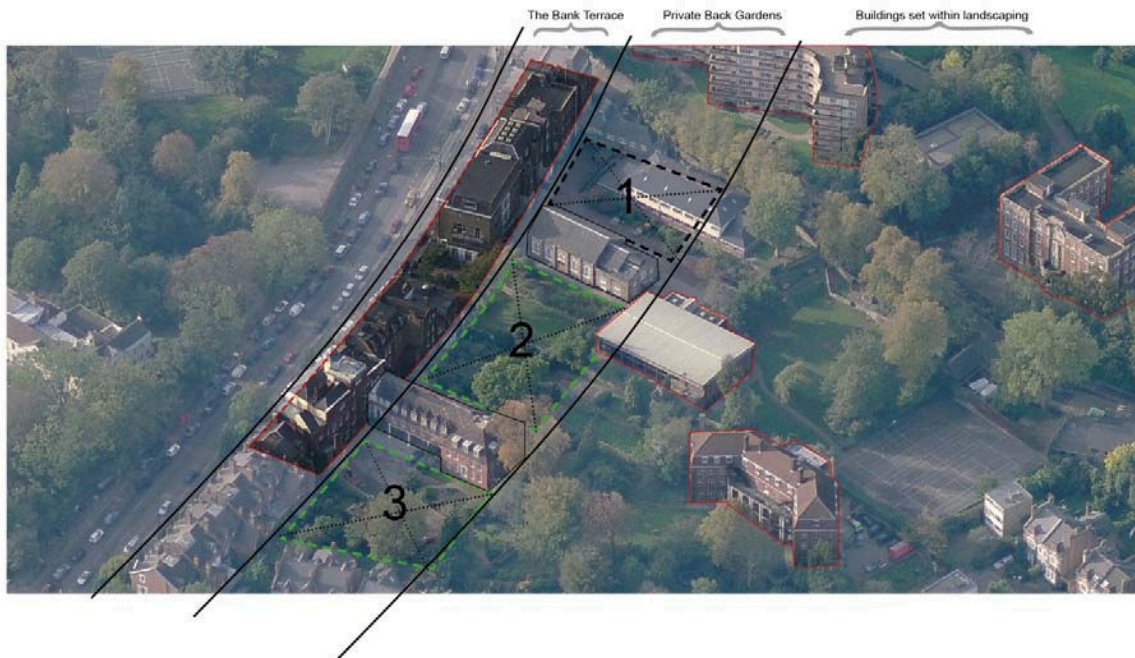 The Bank Terrace
Private Back Gardens
Buildings set within landscaping
1
2
3